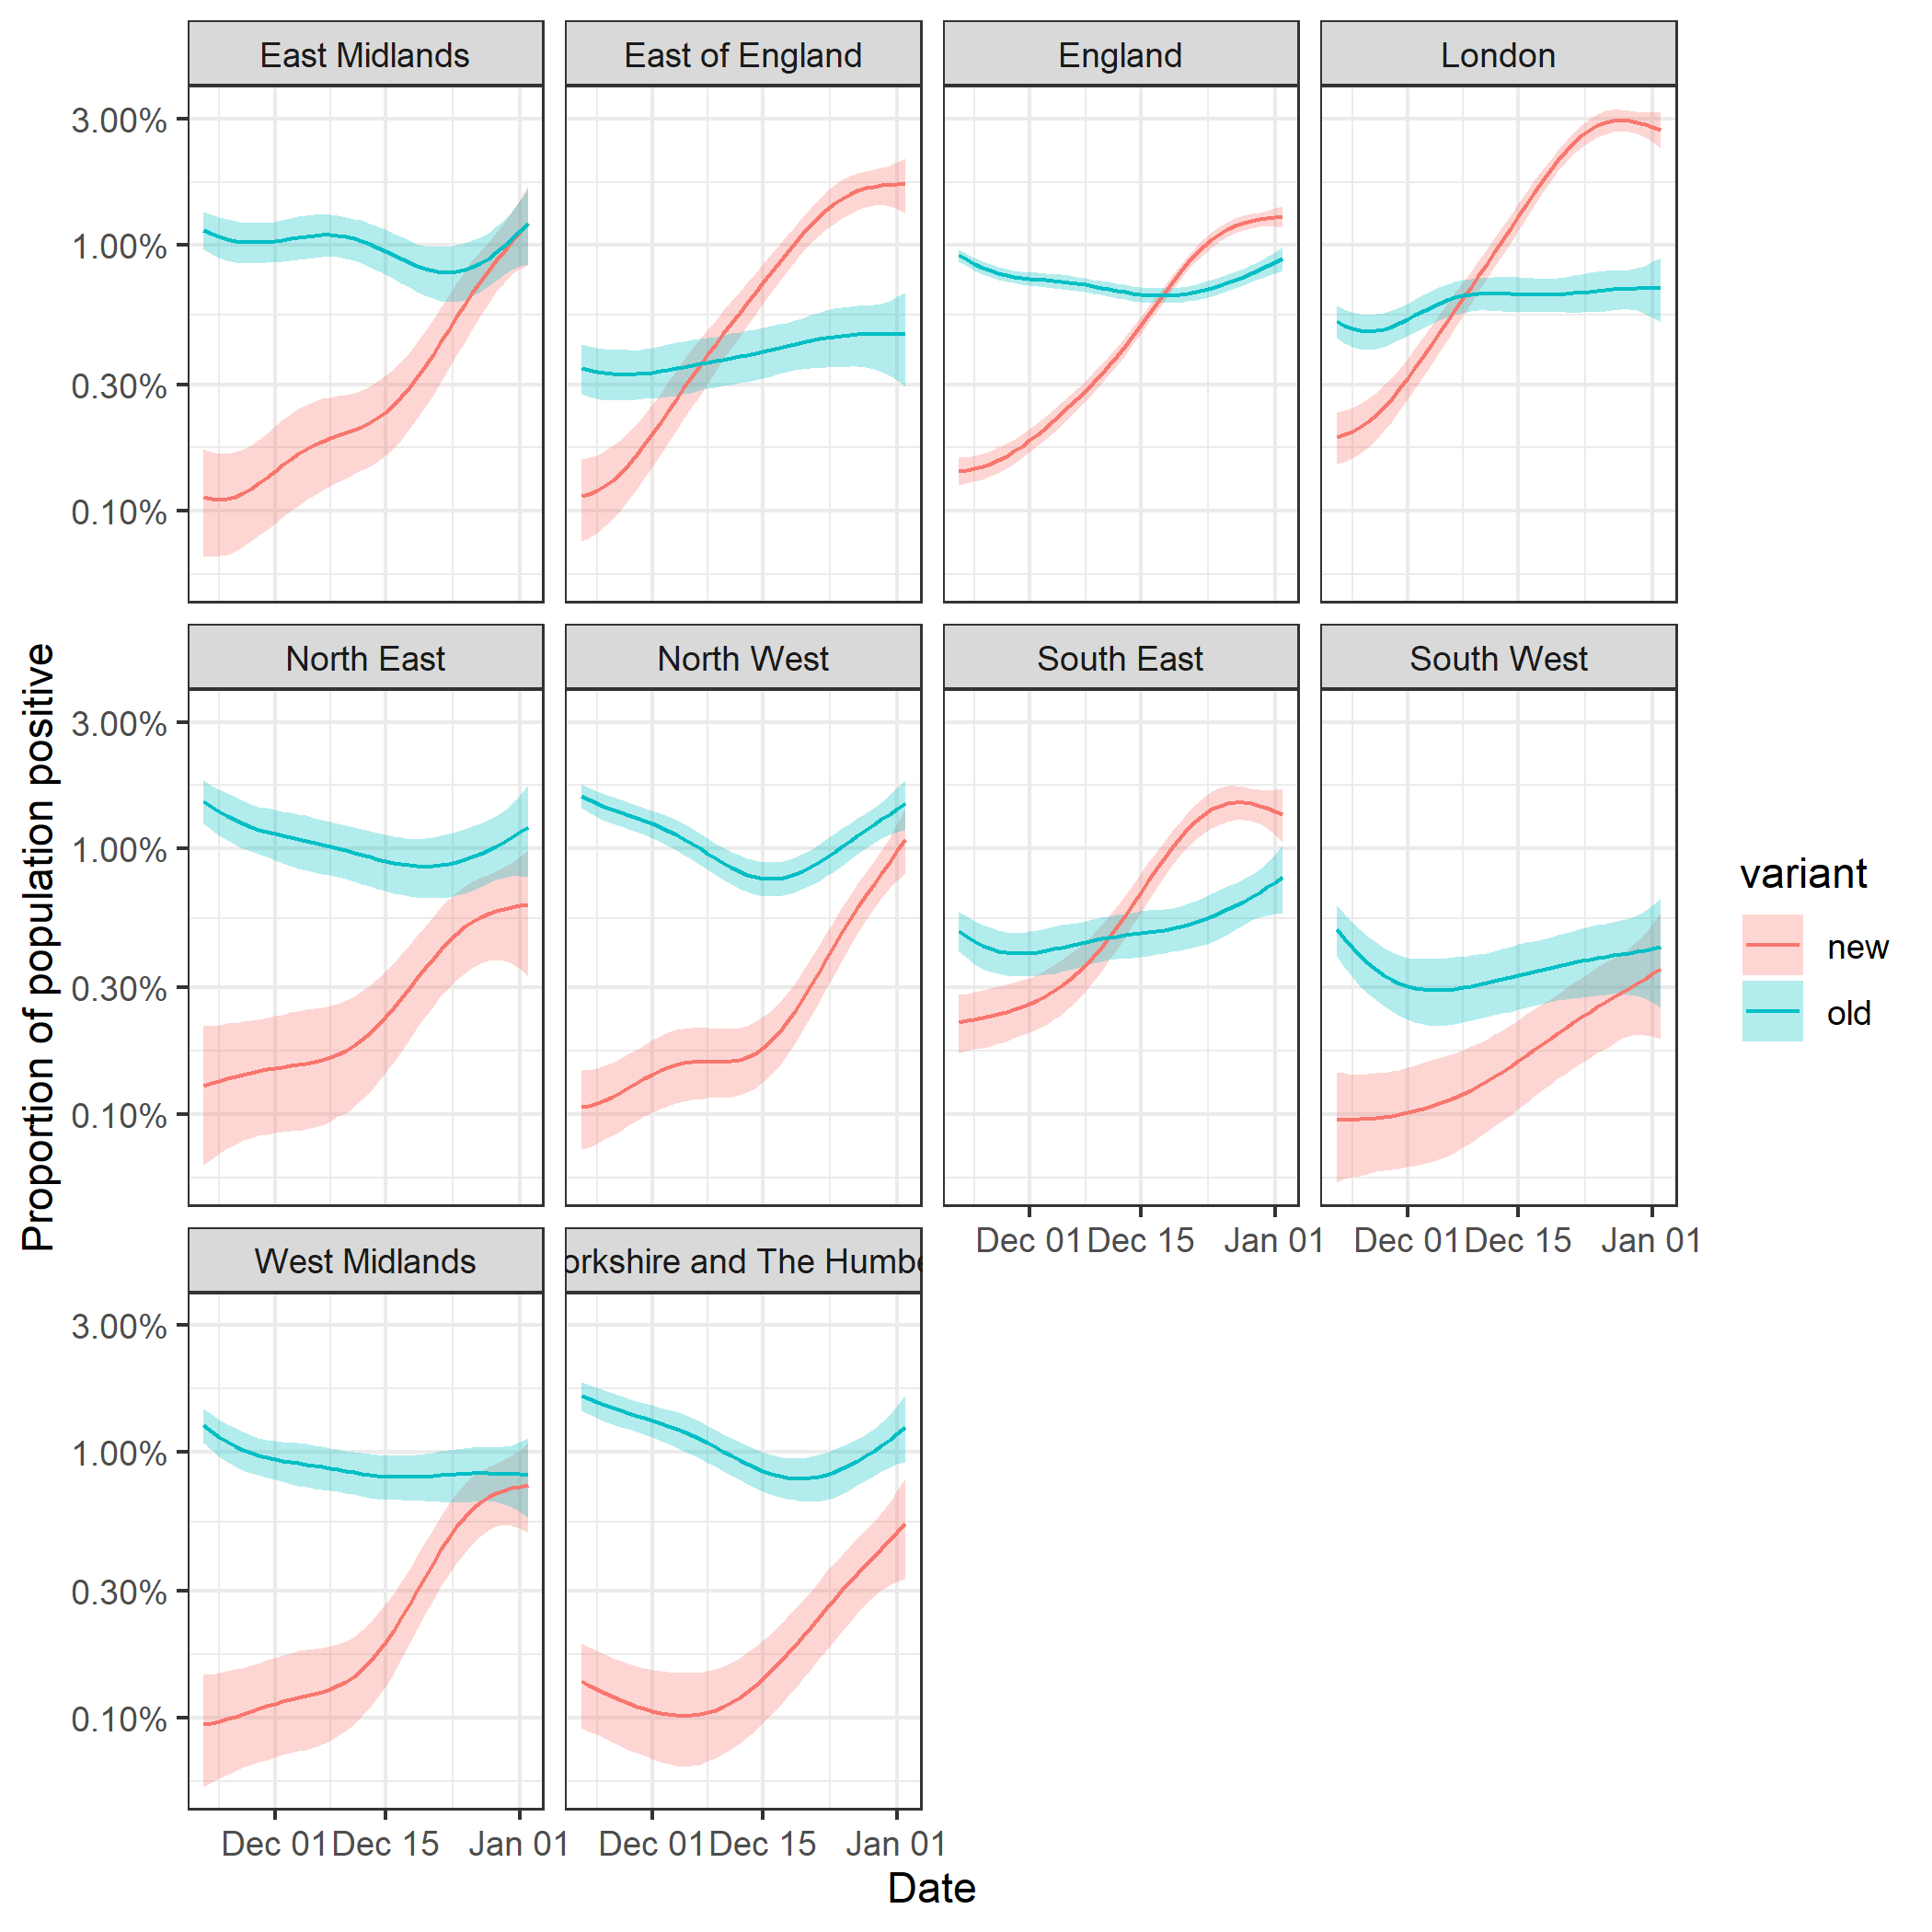 East Midlands
East of England
England
London
3.00%
1.00%
0.30%
0.10%
North East
North West
South East
South West
3.00%
1.00%
0.30%
0.10%
Dec 01
Dec 15
Jan 01
Dec 01
Dec 15
Jan 01
West Midlands
orkshire and The Humbe
3.00%
1.00%
0.30%
0.10%
Dec 01
Dec 15
Jan 01
Dec 01
Dec 15
Jan 01
Date
Proportion of population positive
variant
new
old